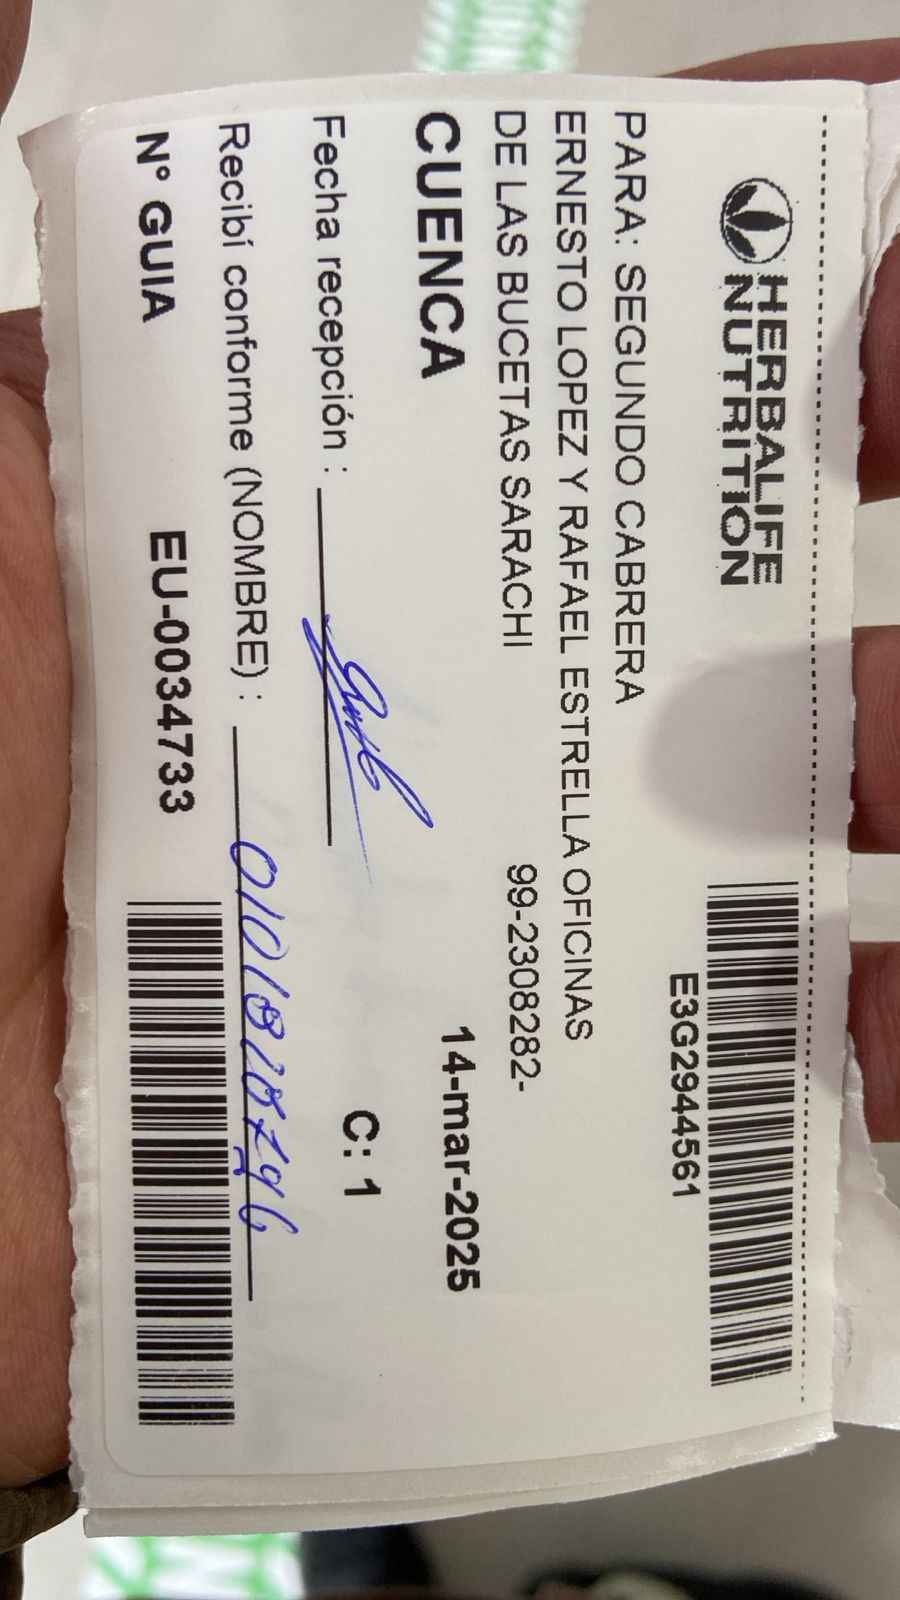 HERBALIFE
NUTRITION
E3G2944561
PARA: SEGUNDO CABRERA
ERNESTO LOPEZ Y RAFAEL ESTRELLA OFICINAS
DE LAS BUCETAS SARACHI 99-2308282-
CUENCA 14-mar-2025
Fecha recepción : C: 1
Recibí conforme (NOMBRE) :
N° GUIA EU-0034733